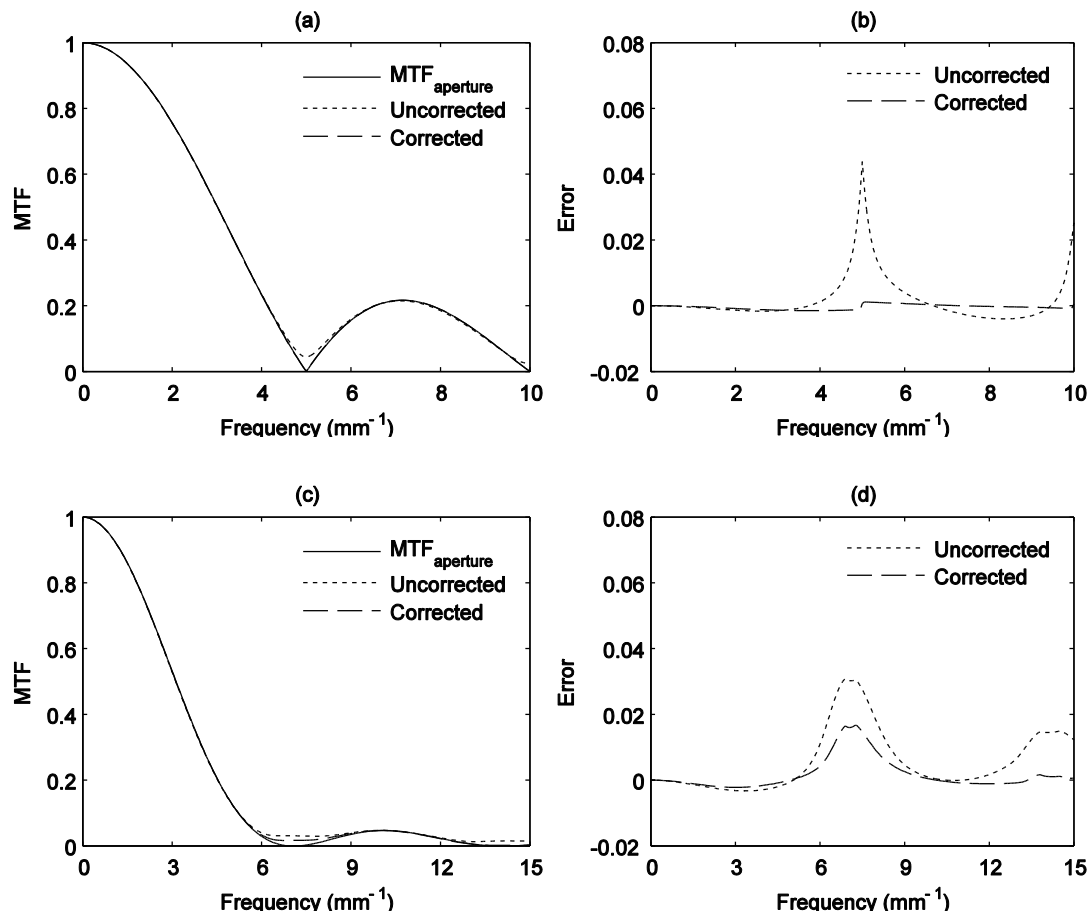 (a)
MTF
1
0.8
0.6
0.4
0.2
0
0 2 4 6 8 10
Frequency (mm-1)
MTFaperture
Uncorrected
Corrected
(b)
Error
0.08
0.06
0.04
0.02
0
-0.02
0 2 4 6 8 10
Frequency (mm-1)
Uncorrected
Corrected
(c)
MTF
1
0.8
0.6
0.4
0.2
0
0 3 6 9 12 15
Frequency (mm-1)
MTFaperture
Uncorrected
Corrected
(d)
Error
0.08
0.06
0.04
0.02
0
-0.02
0 3 6 9 12 15
Frequency (mm-1)
Uncorrected
Corrected